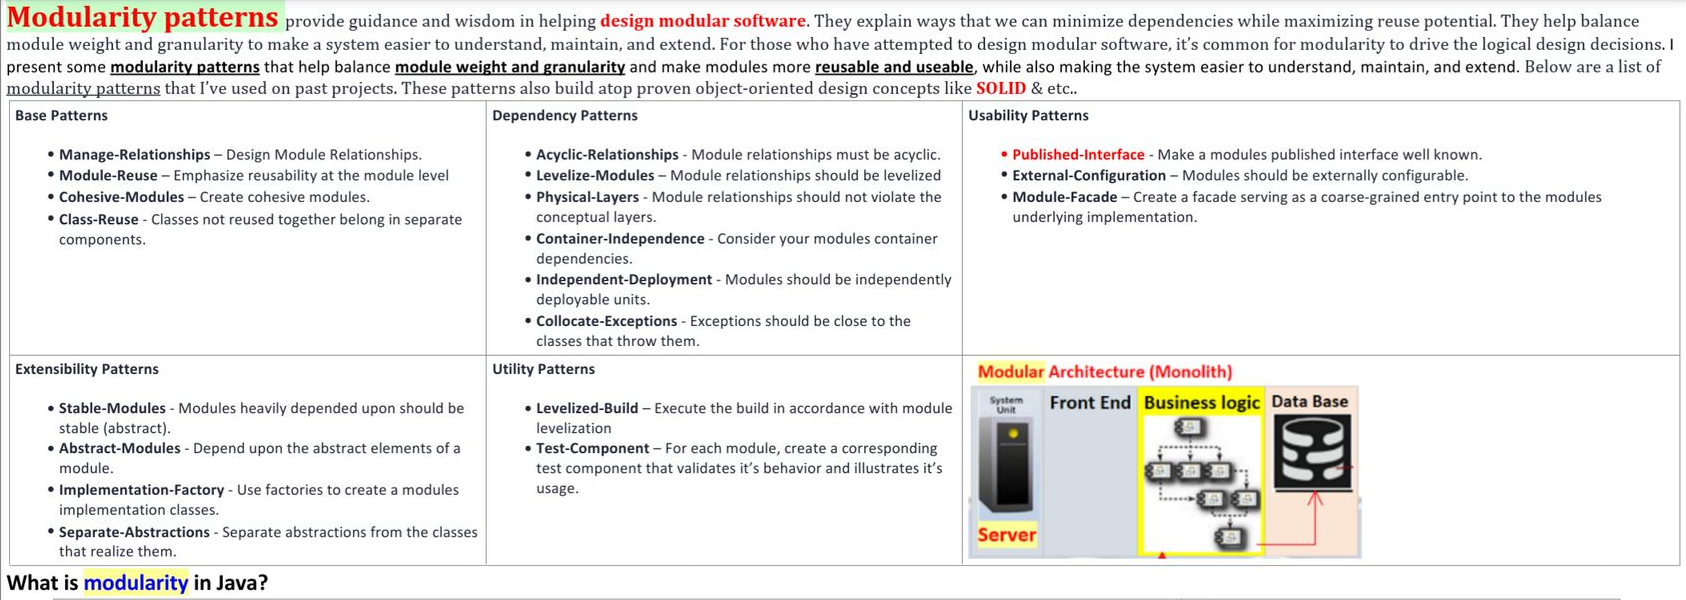 Modularity patterns provide guidance and wisdom in helping design modular software. They explain ways that we can minimize dependencies while maximizing reuse potential. They help balance
module weight and granularity to make a system easier to understand, maintain, and extend. For those who have attempted to design modular software, it's common for modularity to drive the logical design decisions. I
present some modularity patterns that help balance module weight and granularity and make modules more reusable and useable, while also making the system easier to understand, maintain, and extend. Below are a list of
modularity patterns that I've used on past projects. These patterns also build atop proven object-oriented design concepts like SOLID & etc..
Base Patterns
• Manage-Relationships – Design Module Relationships.
• Module-Reuse – Emphasize reusability at the module level
• Cohesive-Modules – Create cohesive modules.
• Class-Reuse - Classes not reused together belong in separate
components.
Dependency Patterns
• Acyclic-Relationships - Module relationships must be acyclic.
• Levelize-Modules – Module relationships should be levelized
• Physical-Layers - Module relationships should not violate the
conceptual layers.
• Container-Independence - Consider your modules container
dependencies.
• Independent-Deployment - Modules should be independently
deployable units.
• Collocate-Exceptions - Exceptions should be close to the
classes that throw them.
Usability Patterns
• Published-Interface - Make a modules published interface well known.
• External-Configuration – Modules should be externally configurable.
• Module-Facade – Create a facade serving as a coarse-grained entry point to the modules
underlying implementation.
Extensibility Patterns
• Stable-Modules - Modules heavily depended upon should be
stable (abstract).
• Abstract-Modules - Depend upon the abstract elements of a
module.
• Implementation-Factory - Use factories to create a modules
implementation classes.
• Separate-Abstractions - Separate abstractions from the classes
that realize them.
Utility Patterns
• Levelized-Build – Execute the build in accordance with module
levelization
• Test-Component – For each module, create a corresponding
test component that validates it's behavior and illustrates it's
usage.
Modular Architecture (Monolith)
System
Unit
Front End
Business logic
Data Base
Server
What is modularity in Java?